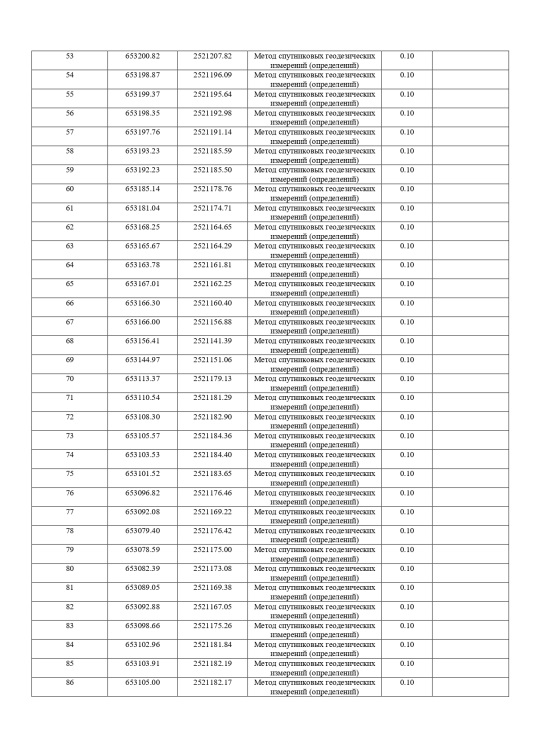 53 653200.82 2521207.82 Метод спутниковых геодезических 0.10
измерений (определений)
54 653198.87 2521196.09 Метод спутниковых геодезических 0.10
измерений (определений)
55 653199.37 2521195.64 Метод спутниковых геодезических 0.10
измерений (определений)
56 653198.35 2521192.98 Метод спутниковых геодезических 0.10
измерений (определений)
57 653197.76 2521191.14 Метод спутниковых геодезических 0.10
измерений (определений)
58 653193.23 2521185.59 Метод спутниковых геодезических 0.10
измерений (определений)
59 653192.23 2521185.50 Метод спутниковых геодезических 0.10
измерений (определений)
60 653185.14 2521178.76 Метод спутниковых геодезических 0.10
измерений (определений)
61 653181.04 2521174.71 Метод спутниковых геодезических 0.10
измерений (определений)
62 653168.25 2521164.65 Метод спутниковых геодезических 0.10
измерений (определений)
63 653165.67 2521164.29 Метод спутниковых геодезических 0.10
измерений (определений)
64 653163.78 2521161.81 Метод спутниковых геодезических 0.10
измерений (определений)
65 653167.01 2521162.25 Метод спутниковых геодезических 0.10
измерений (определений)
66 653166.30 2521160.40 Метод спутниковых геодезических 0.10
измерений (определений)
67 653166.00 2521156.88 Метод спутниковых геодезических 0.10
измерений (определений)
68 653156.41 2521141.39 Метод спутниковых геодезических 0.10
измерений (определений)
69 653144.97 2521151.06 Метод спутниковых геодезических 0.10
измерений (определений)
70 653113.37 2521179.13 Метод спутниковых геодезических 0.10
измерений (определений)
71 653110.54 2521181.29 Метод спутниковых геодезических 0.10
измерений (определений)
72 653108.30 2521182.90 Метод спутниковых геодезических 0.10
измерений (определений)
73 653105.57 2521184.36 Метод спутниковых геодезических 0.10
измерений (определений)
74 653103.53 2521184.40 Метод спутниковых геодезических 0.10
измерений (определений)
75 653101.52 2521183.65 Метод спутниковых геодезических 0.10
измерений (определений)
76 653096.82 2521176.46 Метод спутниковых геодезических 0.10
измерений (определений)
77 653092.08 2521169.22 Метод спутниковых геодезических 0.10
измерений (определений)
78 653079.40 2521176.42 Метод спутниковых геодезических 0.10
измерений (определений)
79 653078.59 2521175.00 Метод спутниковых геодезических 0.10
измерений (определений)
80 653082.39 2521173.08 Метод спутниковых геодезических 0.10
измерений (определений)
81 653089.05 2521169.38 Метод спутниковых геодезических 0.10
измерений (определений)
82 653092.88 2521167.05 Метод спутниковых геодезических 0.10
измерений (определений)
83 653098.66 2521175.26 Метод спутниковых геодезических 0.10
измерений (определений)
84 653102.96 2521181.84 Метод спутниковых геодезических 0.10
измерений (определений)
85 653103.91 2521182.19 Метод спутниковых геодезических 0.10
измерений (определений)
86 653105.00 2521182.17 Метод спутниковых геодезических 0.10
измерений (определений)